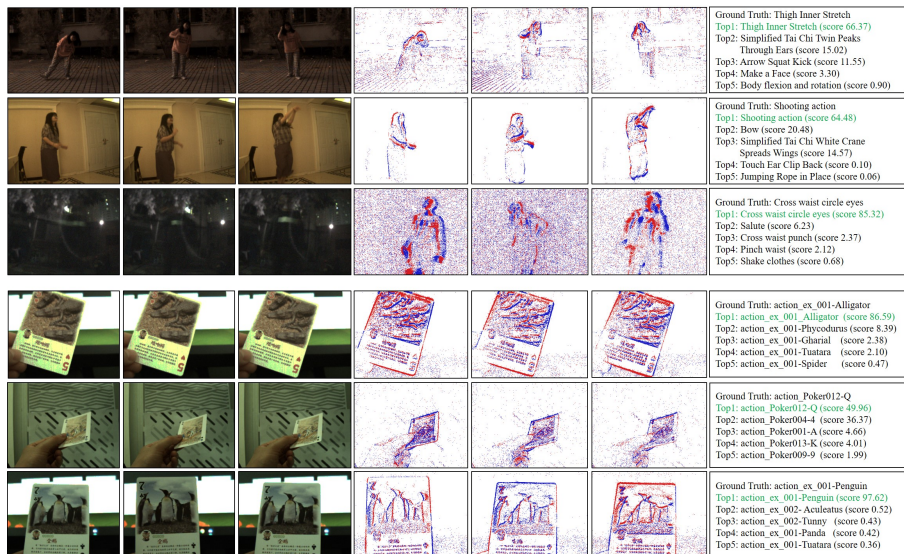 Ground Truth: Thigh Inner Stretch
Top1: Thigh Inner Stretch (score 66.37)
Top2: Simplified Tai Chi Twin Peaks
Through Ears (score 15.02)
Top3: Arrow Squat Kick (score 11.55)
Top4: Make a Face (score 3.30)
Top5: Body flexion and rotation (score 0.90)
Ground Truth: Shooting action
Top1: Shooting action (score 64.48)
Top2: Bow (score 20.48)
Top3: Simplified Tai Chi White Crane
Spreads Wings (score 14.57)
Top4: Touch Ear Clip Back (score 0.10)
Top5: Jumping Rope in Place (score 0.06)
Ground Truth: Cross waist circle eyes
Top1: Cross waist circle eyes (score 85.32)
Top2: Salute (score 6.23)
Top3: Cross waist punch (score 2.37)
Top4: Pinch waist (score 2.12)
Top5: Shake clothes (score 0.68)
Ground Truth: action_ex_001-Alligator
Top1: action_ex_001_Alligator (score 86.59)
Top2: action_ex_001-Phycodurus (score 8.39)
Top3: action_ex_001-Gharial (score 2.38)
Top4: action_ex_001-Tuatara (score 2.10)
Top5: action_ex_001-Spider (score 0.47)
Ground Truth: action_Poker012-Q
Top1: action_Poker012-Q (score 49.96)
Top2: action_Poker004-4 (score 36.37)
Top3: action_Poker001-A (score 4.66)
Top4: action_Poker013-K (score 4.01)
Top5: action_Poker009-9 (score 1.99)
Ground Truth: action_ex_001-Penguin
Top1: action_ex_001-Penguin (score 97.62)
Top2: action_ex_002- Aculeatus (score 0.52)
Top3: action_ex_002-Tunny (score 0.43)
Top4: action_ex_001-Panda (score 0.42)
Top5: action_ex_001-Tuatara (score 0.36)